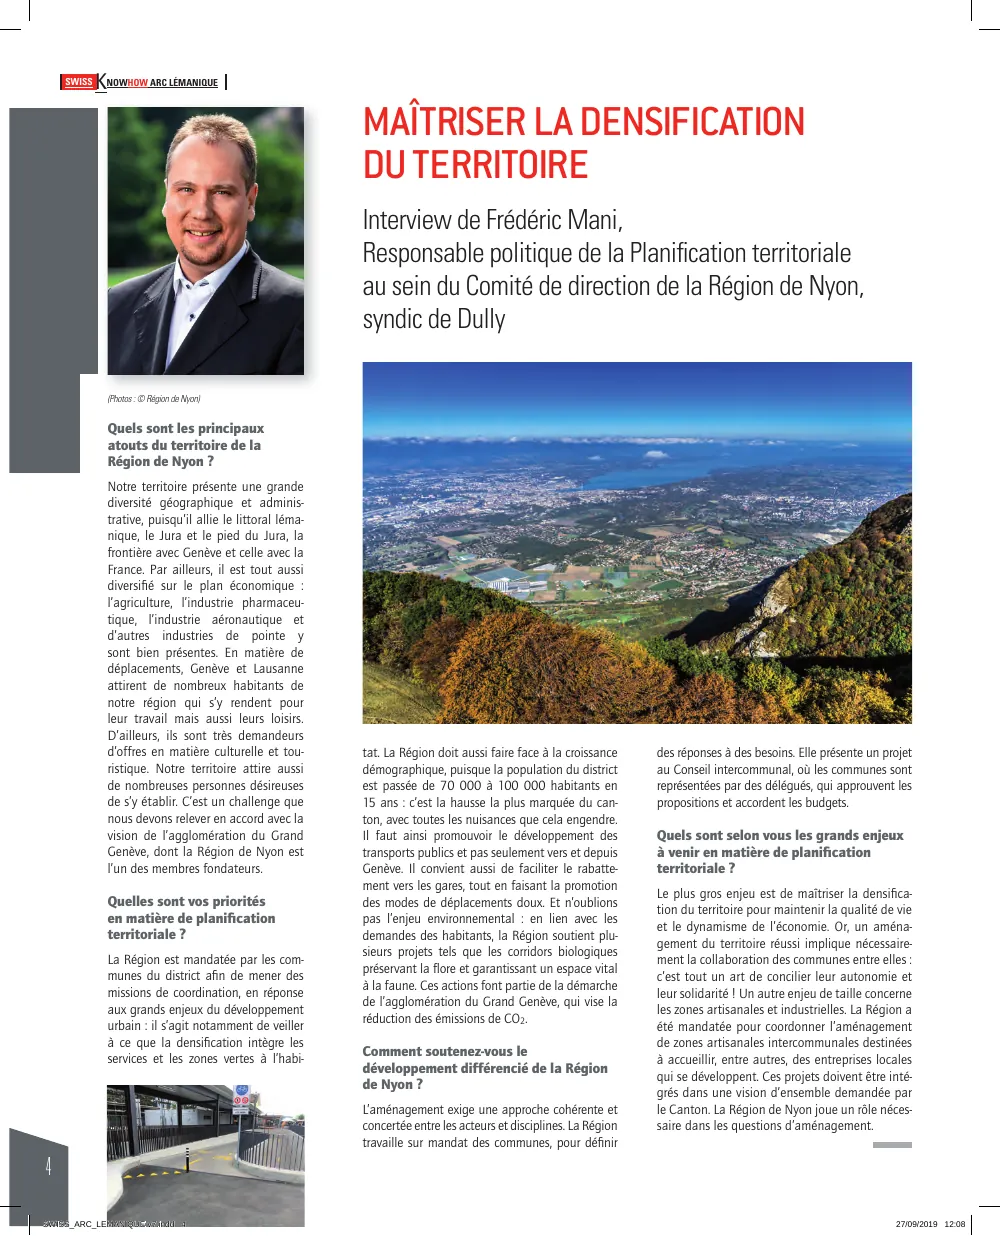 SWISS KNOWHOW ARC LÉMANIQUE
MAÎTRISER LA DENSIFICATION
DU TERRITOIRE
Interview de Frédéric Mani,
Responsable politique de la Planification territoriale
au sein du Comité de direction de la Région de Nyon,
syndic de Dully
(Photos : © Région de Nyon)
Quels sont les principaux
atouts du territoire de la
Région de Nyon ?
Notre territoire présente une grande
diversité géographique et adminis-
trative, puisqu’il allie le littoral léma-
nique, le Jura et le pied du Jura, la
frontière avec Genève et celle avec la
France. Par ailleurs, il est tout aussi
diversifié sur le plan économique :
l’agriculture, l’industrie pharmaceu-
tique, l’industrie aéronautique et
d’autres industries de pointe y
sont bien présentes. En matière de
déplacements, Genève et Lausanne
attirent de nombreux habitants de
notre région qui s’y rendent pour
leur travail mais aussi leurs loisirs.
D’ailleurs, ils sont très demandeurs
d’offres en matière culturelle et tou-
ristique. Notre territoire attire aussi
de nombreuses personnes désireuses
de s’y établir. C’est un challenge que
nous devons relever en accord avec la
vision de l’agglomération du Grand
Genève, dont la Région de Nyon est
l’un des membres fondateurs.
Quelles sont vos priorités
en matière de planification
territoriale ?
La Région est mandatée par les com-
munes du district afin de mener des
missions de coordination, en réponse
aux grands enjeux du développement
urbain : il s’agit notamment de veiller
à ce que la densification intègre les
services et les zones vertes à l’habi-
tat. La Région doit aussi faire face à la croissance
démographique, puisque la population du district
est passée de 70 000 à 100 000 habitants en
15 ans : c’est la hausse la plus marquée du can-
ton, avec toutes les nuisances que cela engendre.
Il faut ainsi promouvoir le développement des
transports publics et pas seulement vers et depuis
Genève. Il convient aussi de faciliter le rabatte-
ment vers les gares, tout en faisant la promotion
des modes de déplacements doux. Et n’oublions
pas l’enjeu environnemental : en lien avec les
demandes des habitants, la Région soutient plu-
sieurs projets tels que les corridors biologiques
préservant la flore et garantissant un espace vital
à la faune. Ces actions font partie de la démarche
de l’agglomération du Grand Genève, qui vise la
réduction des émissions de CO2.
Comment soutenez-vous le
développement différencié de la Région
de Nyon ?
L’aménagement exige une approche cohérente et
concertée entre les acteurs et disciplines. La Région
travaille sur mandat des communes, pour définir
des réponses à des besoins. Elle présente un projet
au Conseil intercommunal, où les communes sont
représentées par des délégués, qui approuvent les
propositions et accordent les budgets.
Quels sont selon vous les grands enjeux
à venir en matière de planification
territoriale ?
Le plus gros enjeu est de maîtriser la densifica-
tion du territoire pour maintenir la qualité de vie
et le dynamisme de l’économie. Or, un aména-
gement du territoire réussi implique nécessaire-
ment la collaboration des communes entre elles :
c’est tout un art de concilier leur autonomie et
leur solidarité ! Un autre enjeu de taille concerne
les zones artisanales et industrielles. La Région a
été mandatée pour coordonner l’aménagement
de zones artisanales intercommunales destinées
à accueillir, entre autres, des entreprises locales
qui se développent. Ces projets doivent être inté-
grés dans une vision d’ensemble demandée par
le Canton. La Région de Nyon joue un rôle néces-
saire dans les questions d’aménagement.
4
27/09/2019 12:08